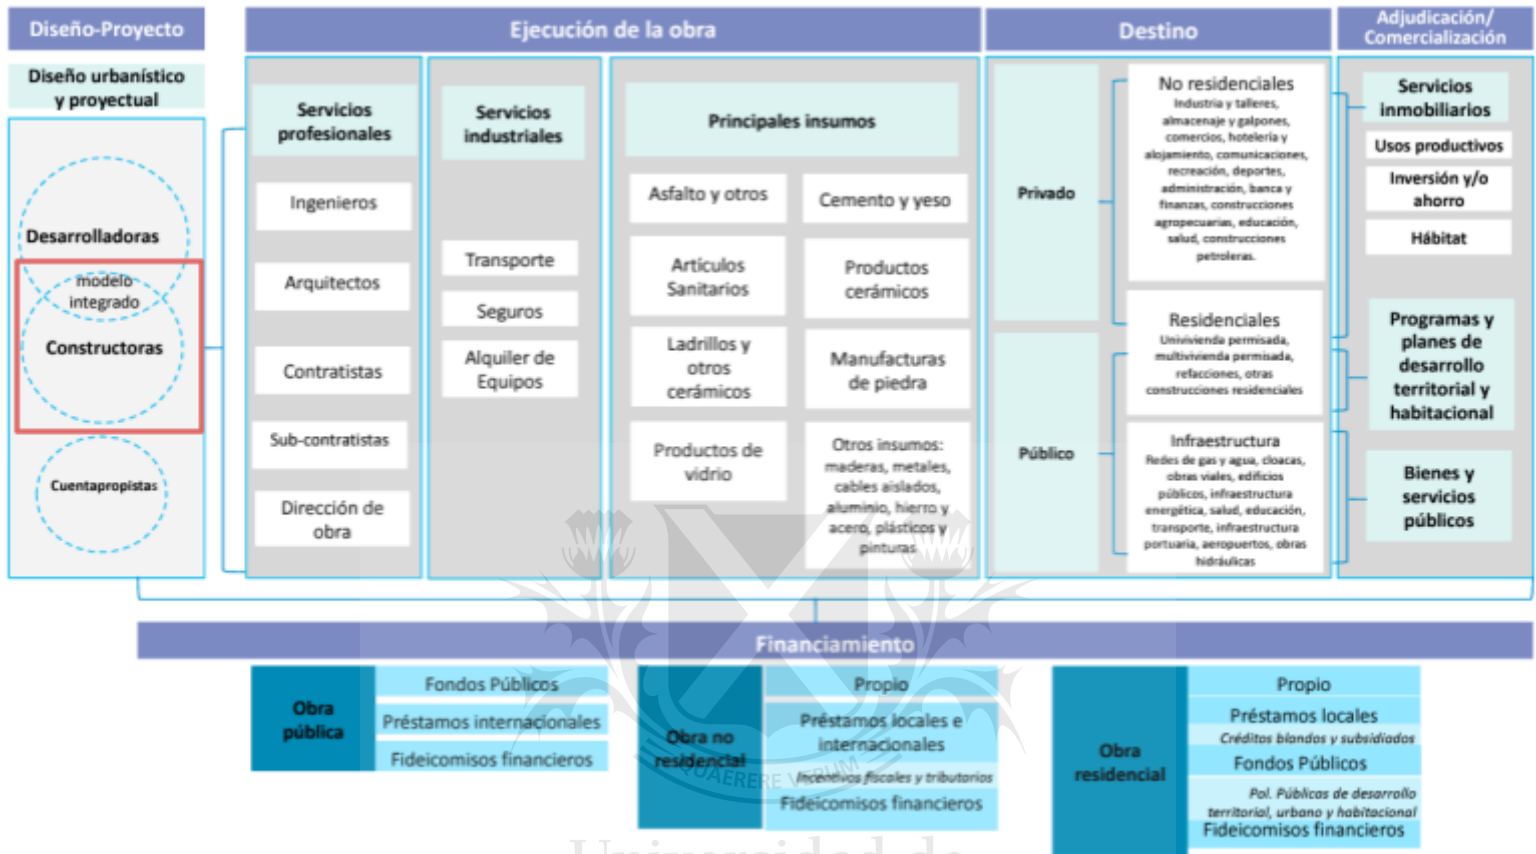 Diseño-Proyecto
Diseño urbanístico
y proyectual
Desarrolladoras
modelo
integrado
Constructoras
Cuentapropistas
Ejecución de la obra
Servicios
profesionales
Ingenieros
Arquitectos
Contratistas
Sub-contratistas
Dirección de
obra
Servicios
industriales
Transporte
Seguros
Alquiler de
Equipos
Principales insumos
Asfalto y otros
Cemento y yeso
Artículos
Sanitarios
Productos
cerámicos
Ladrillos y
otros
cerámicos
Manufacturas
de piedra
Productos de
vidrio
Otros insumos:
maderas, metales,
cables aislados,
aluminio, hierro y
acero, plásticos y
pinturas
Destino
Privado
No residenciales
Industria y talleres,
almacenaje y galpones,
comercios, hotelería y
alojamiento, comunicaciones,
recreación, deportes,
administración, banca y
finanzas, construcciones
agropecuarias, educación,
salud, construcciones
petroleras.
Residenciales
Univivienda permisada,
multivivienda permisada,
refacciones, otras
construcciones residenciales
Público
Infraestructura
Redes de gas y agua, cloacas,
obras viales, edificios
públicos, infraestructura
energética, salud, educación,
transporte, infraestructura
portuaria, aeropuertos, obras
hidráulicas
Adjudicación/
Comercialización
Servicios
inmobiliarios
Usos productivos
Inversión y/o
ahorro
Hábitat
Programas y
planes de
desarrollo
territorial y
habitacional
Bienes y
servicios
públicos
Financiamiento
Obra
pública
Fondos Públicos
Préstamos internacionales
Fideicomisos financieros
Obra no
residencial
Propio
Préstamos locales e
internacionales
Incentivos fiscales y tributarios
Fideicomisos financieros
Obra
residencial
Propio
Préstamos locales
Créditos blandos y subsidiados
Fondos Públicos
Pol. Públicas de desarrollo
territorial, urbano y habitacional
Fideicomisos financieros
QUAERERE VERUM
Universidad de